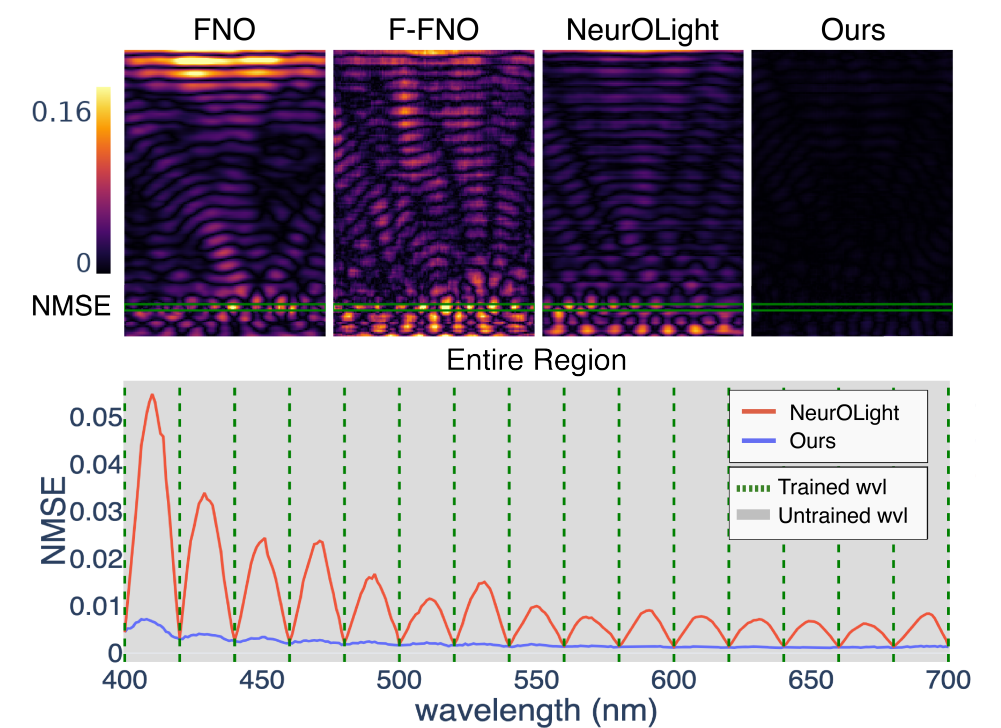 FNO F-FNO NeurOLight Ours
0.16
0
NMSE
Entire Region
0.05
0.04
0.03
0.02
0.01
0
NMSE
NeurOLight
Ours
Trained wvl
Untrained wvl
400 450 500 550 600 650 700
wavelength (nm)